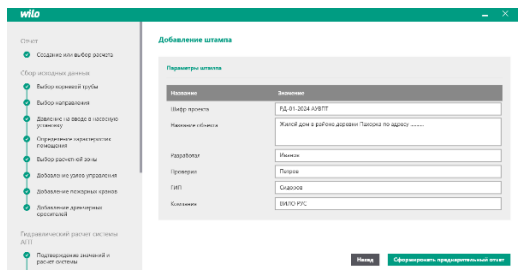 wilo
Отчет
Создание или выбор расчета
Сбор исходных данных
Выбор корневой трубы
Выбор направления
Давление на вводе в насосную
установку
Определение характеристик
помещения
Выбор расчетной зоны
Добавление узлов управления
Добавление пожарных кранов
Добавление дренчерных
оросителей
Гидравлический расчет системы
АПТ
Подтверждение значений и
расчет системы
Добавление штампа
Параметры штампа
Название Значение
Шифр проекта РД-01-2024 АУВПТ
Название объекта Жилой дом в районе деревни Пахорка по адресу
Разработал Иванов
Проверил Петров
ГИП Сидоров
Компания ВИЛО РУС
Назад Сформировать предварительный отчет